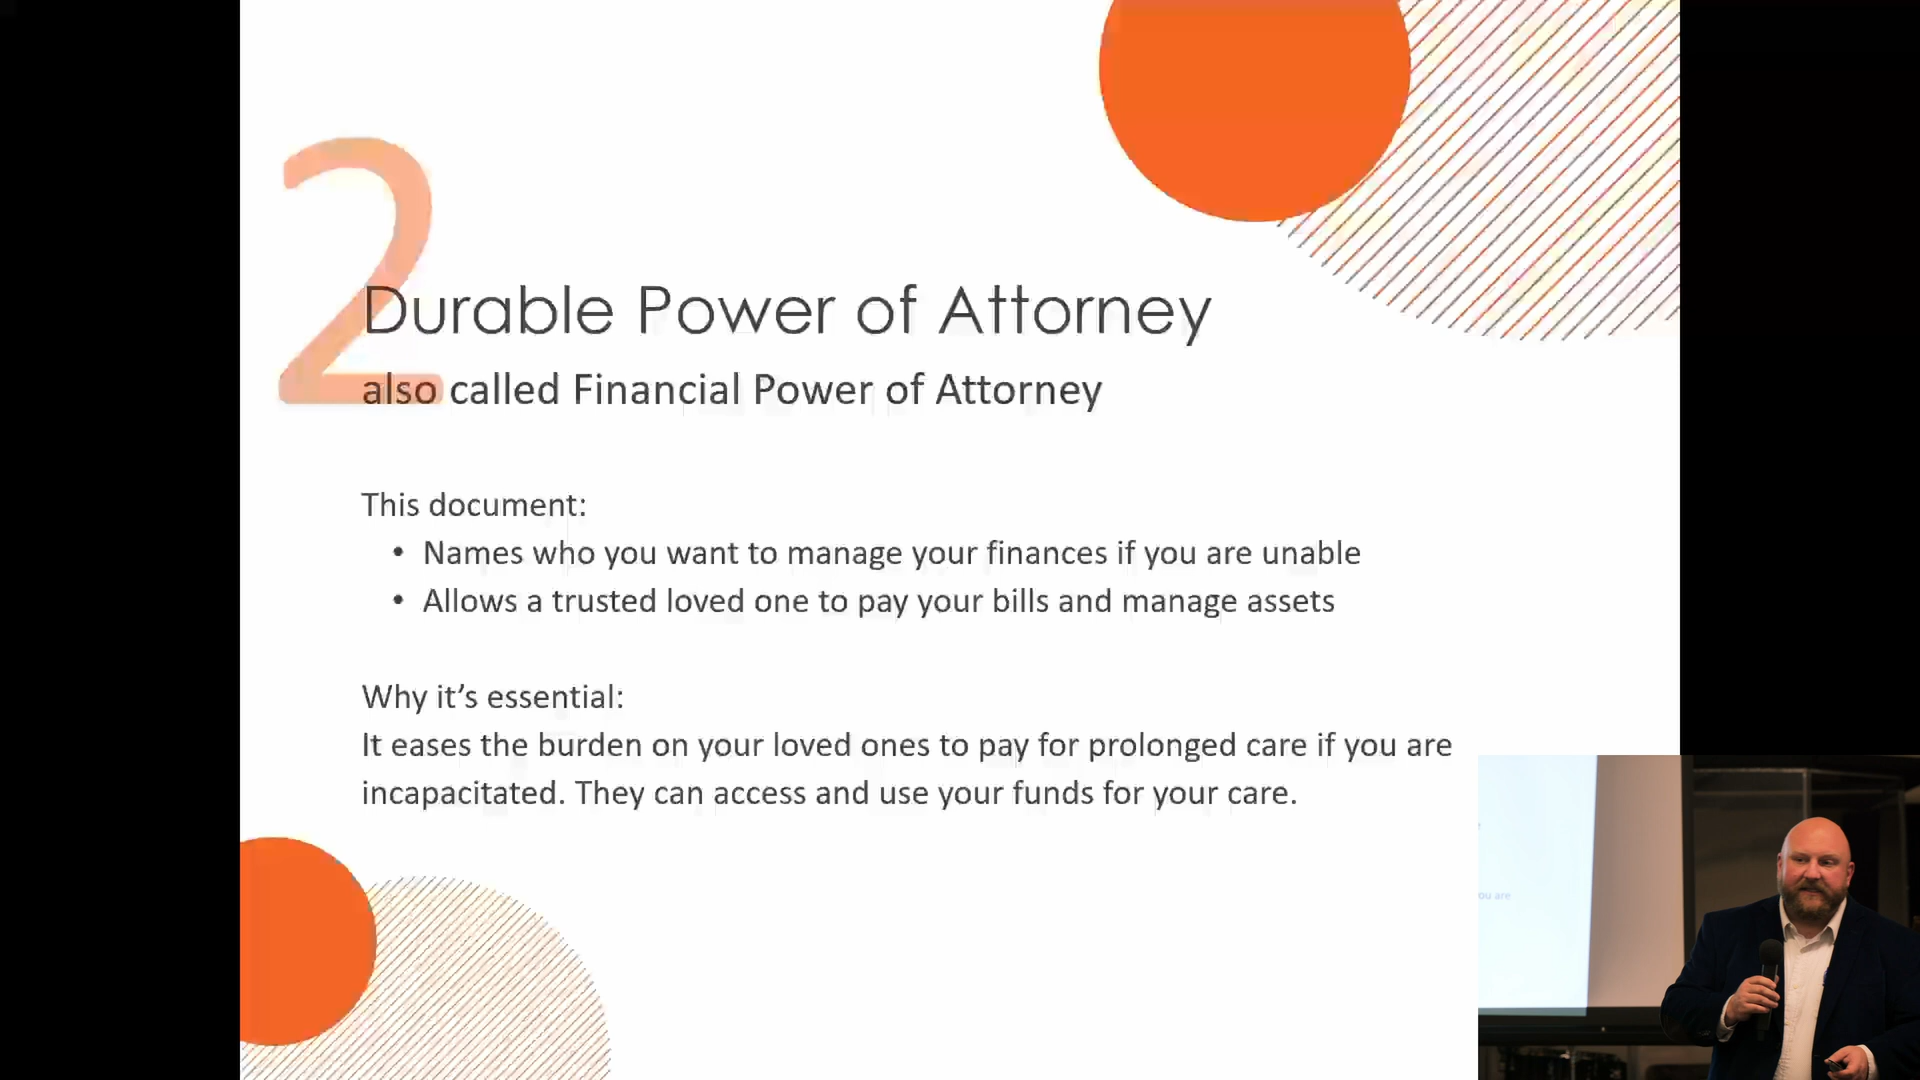 2
Durable Power of Attorney
also called Financial Power of Attorney
This document:
• Names who you want to manage your finances if you are unable
• Allows a trusted loved one to pay your bills and manage assets
Why it’s essential:
It eases the burden on your loved ones to pay for prolonged care if you are
incapacitated. They can access and use your funds for your care.
ou are